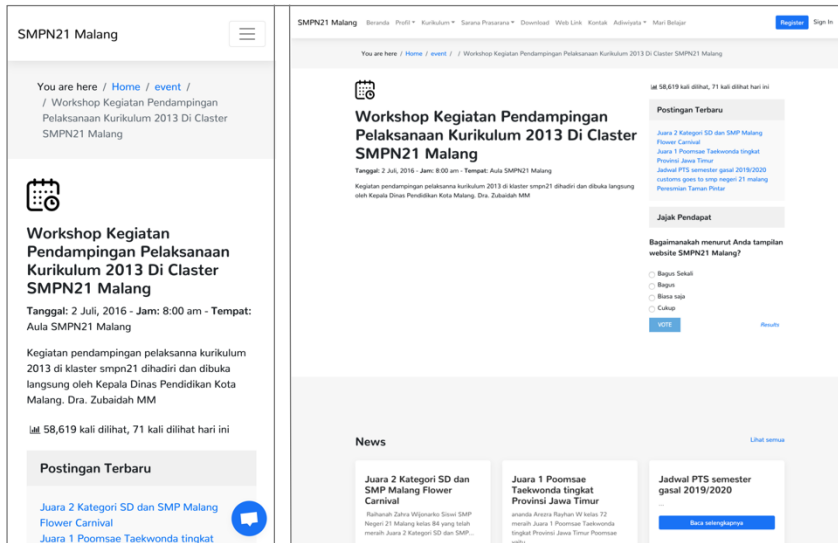 SMPN21 Malang
You are here / Home / event /
/ Workshop Kegiatan Pendampingan
Pelaksanaan Kurikulum 2013 Di Claster
SMPN21 Malang
Workshop Kegiatan
Pendampingan Pelaksanaan
Kurikulum 2013 Di Claster
SMPN21 Malang
Tanggal: 2 Juli, 2016 - Jam: 8:00 am - Tempat:
Aula SMPN21 Malang
Kegiatan pendampingan pelaksanna kurikulum
2013 di klaster smpn21 dihadiri dan dibuka
langsung oleh Kepala Dinas Pendidikan Kota
Malang. Dra. Zubaidah MM
58,619 kali dilihat, 71 kali dilihat hari ini
Postingan Terbaru
Juara 2 Kategori SD dan SMP Malang
Flower Carnival
Juara 1 Poomsae Taekwonda tingkat
SMPN21 Malang Beranda Profil Kurikulum Sarana Prasarana Download Web Link Kontak Adiwiyata Mari Belajar Register Sign In
You are here / Home / event / / Workshop Kegiatan Pendampingan Pelaksanaan Kurikulum 2013 Di Claster SMPN21 Malang
Workshop Kegiatan Pendampingan
Pelaksanaan Kurikulum 2013 Di Claster
SMPN21 Malang
Tanggal: 2 Juli, 2016 - Jam: 8:00 am - Tempat: Aula SMPN21 Malang
Kegiatan pendampingan pelaksanna kurikulum 2013 di klaster smpn21 dihadiri dan dibuka langsung
oleh Kepala Dinas Pendidikan Kota Malang. Dra. Zubaidah MM
58,619 kali dilihat, 71 kali dilihat hari ini
Postingan Terbaru
Juara 2 Kategori SD dan SMP Malang
Flower Carnival
Juara 1 Poomsae Taekwonda tingkat
Provinsi Jawa Timur
Jadwal PTS semester gasal 2019/2020
customs goes to smp negeri 21 malang
Peresmian Taman Pintar
Jajak Pendapat
Bagaimanakah menurut Anda tampilan
website SMPN21 Malang?
Bagus Sekali
Bagus
Biasa saja
Cukup
VOTE Results
News Lihat semua
Juara 2 Kategori SD dan
SMP Malang Flower
Carnival
Raihanah Zahra Wijonarko Siswi SMP
Negeri 21 Malang kelas 84 yang telah
meraih Juara 2 Kategori SD dan SMP...
Juara 1 Poomsae
Taekwonda tingkat
Provinsi Jawa Timur
ananda Arezra Rayhan W kelas 72
meraih Juara 1 Poomsae Taekwonda
tingkat Provinsi Jawa Timur Poomsae
Jadwal PTS semester
gasal 2019/2020
...
Baca selengkapnya